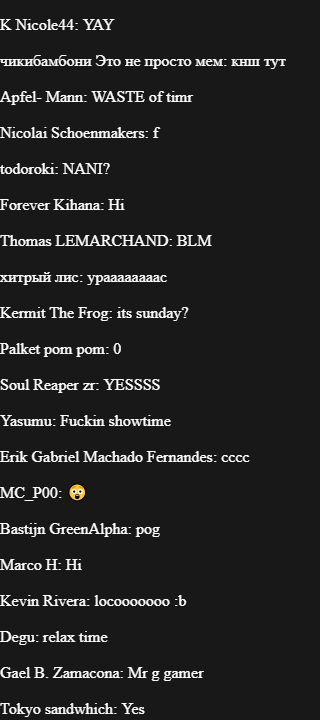 K Nicole44: YAY
чикибамбони Это не просто мем: кнш тут
Apfel- Mann: WASTE of timr
Nicolai Schoenmakers: f
todoroki: NANI?
Forever Kihana: Hi
Thomas LEMARCHAND: BLM
хитрый лис: урааааааааc
Kermit The Frog: its sunday?
Palket pom pom: 0
Soul Reaper zr: YESSSS
Yasumu: Fuckin showtime
Erik Gabriel Machado Fernandes: cccc
MC_P00: 😲
Bastijn GreenAlpha: pog
Marco H: Hi
Kevin Rivera: locooooooo :b
Degu: relax time
Gael B. Zamacona: Mr g gamer
Tokyo sandwhich: Yes